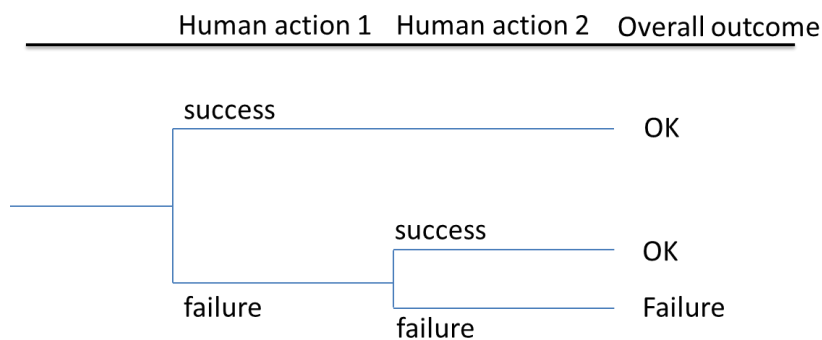 Human action 1 Human action 2 Overall outcome
success
OK
success
OK
failure
Failure
failure